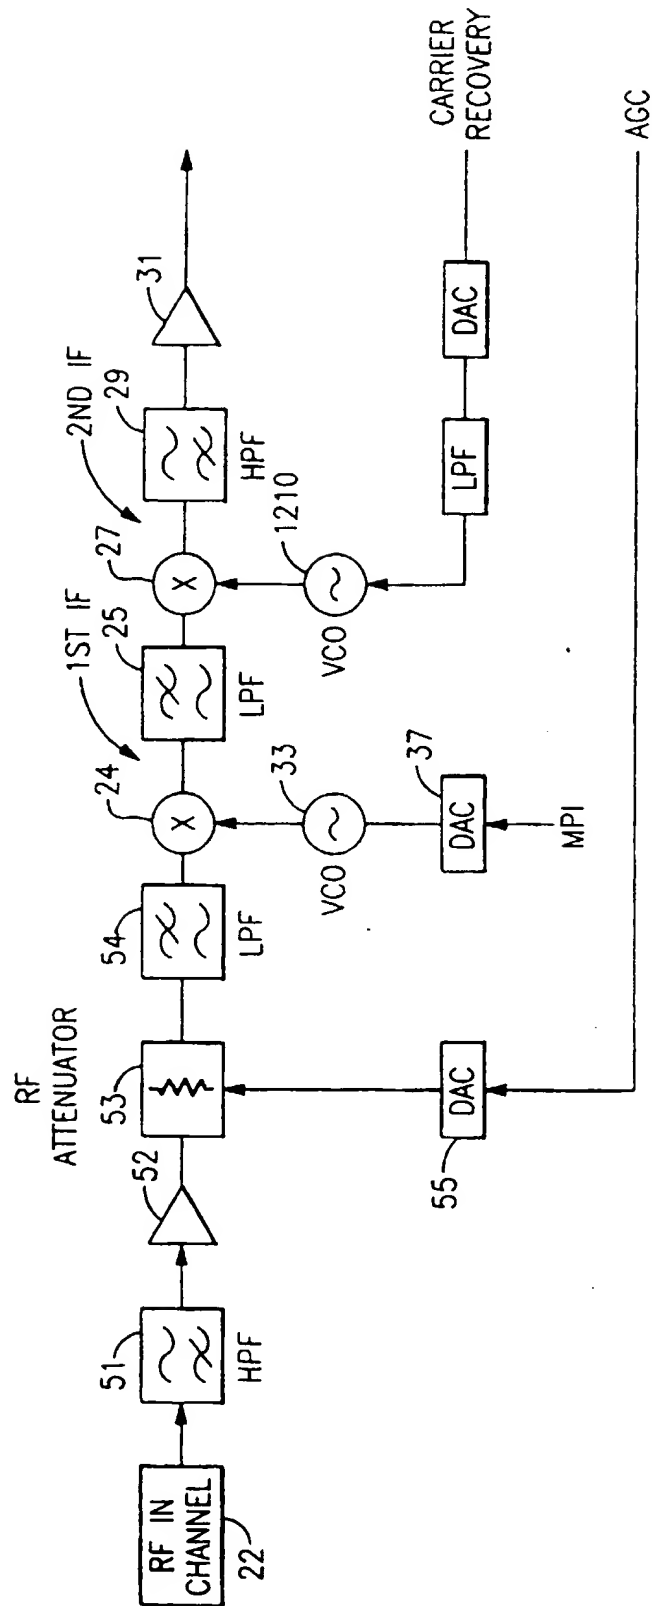 RF IN
CHANNEL
22
51
HPF
52
RF
ATTENUATOR
53
54
LPF
24
1ST IF
25
LPF
27
2ND IF
29
HPF
31
55
DAC
VCO
33
DAC
37
MPI
VCO
1210
LPF
DAC
CARRIER
RECOVERY
AGC
X
X